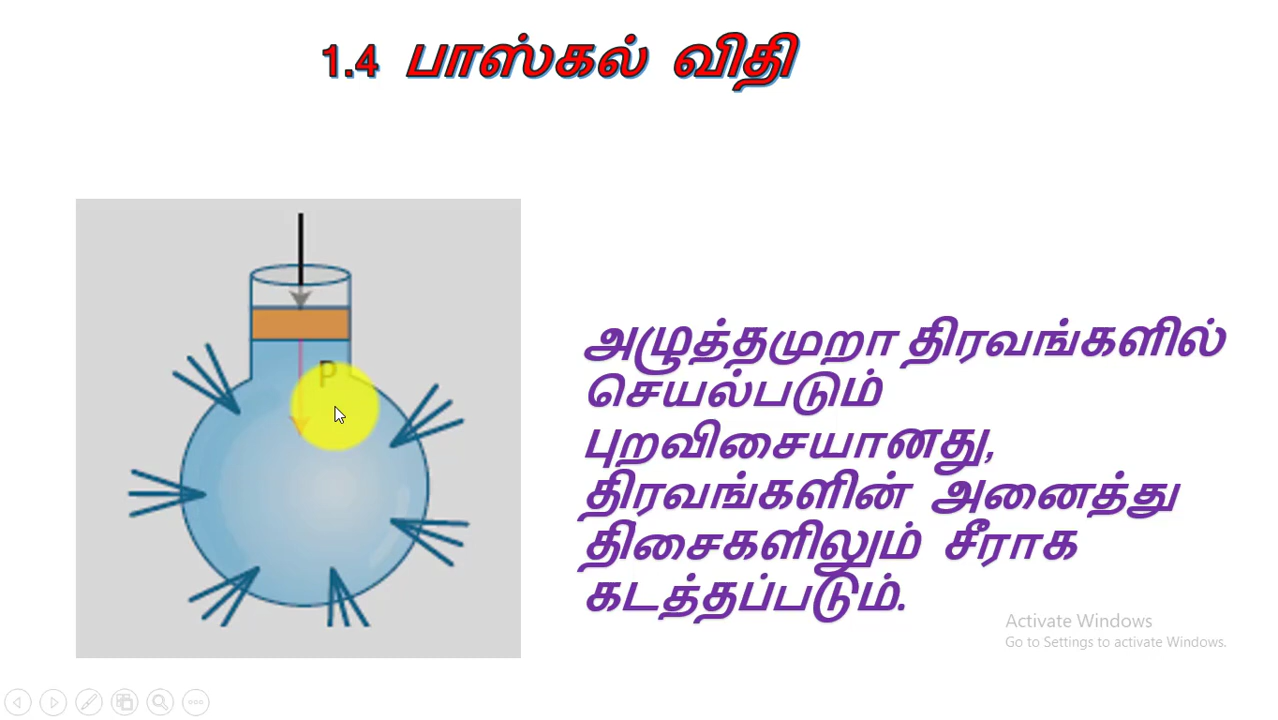 1.4 பாஸ்கல் விதி
P
அழுத்தமுறா திரவங்களில்
செயல்படும்
புறவிசையானது,
திரவங்களின் அனைத்து
திசைகளிலும் சீராக
கடத்தப்படும்.
Activate Windows
Go to Settings to activate Windows.